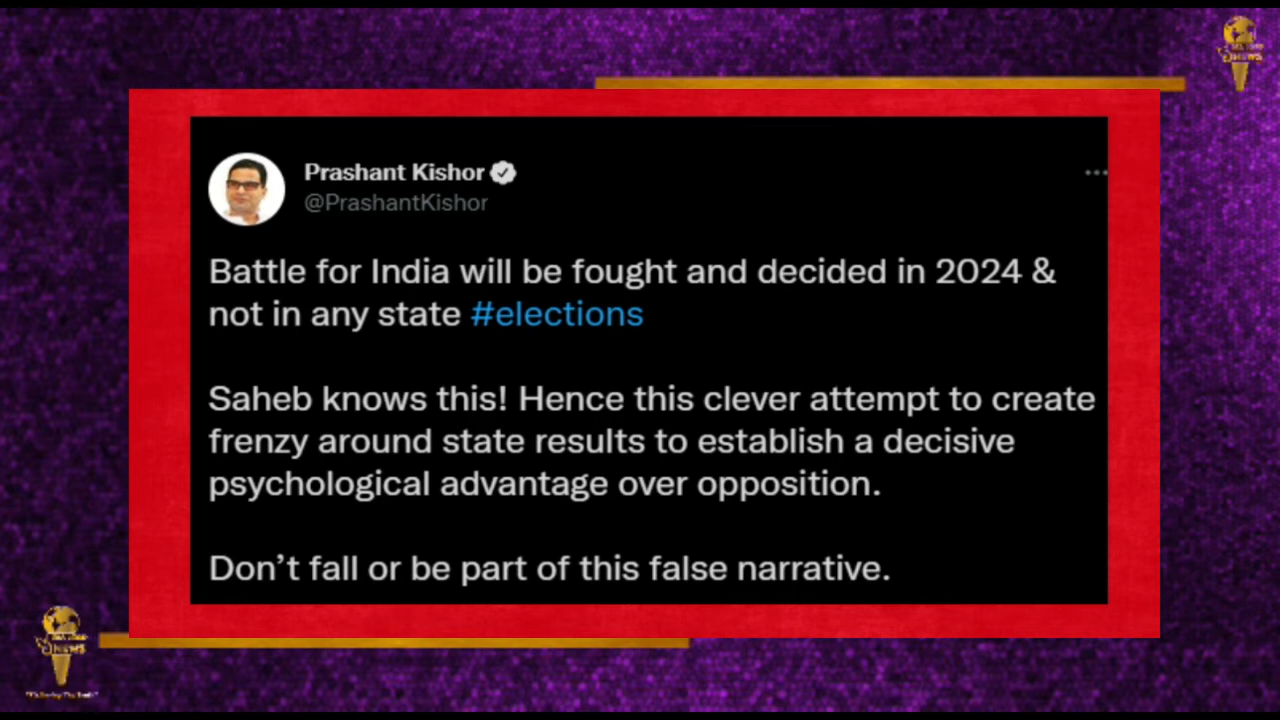 Prashant Kishor
@PrashantKishor
Battle for India will be fought and decided in 2024 &
not in any state #elections
Saheb knows this! Hence this clever attempt to create
frenzy around state results to establish a decisive
psychological advantage over opposition.
Don’t fall or be part of this false narrative.